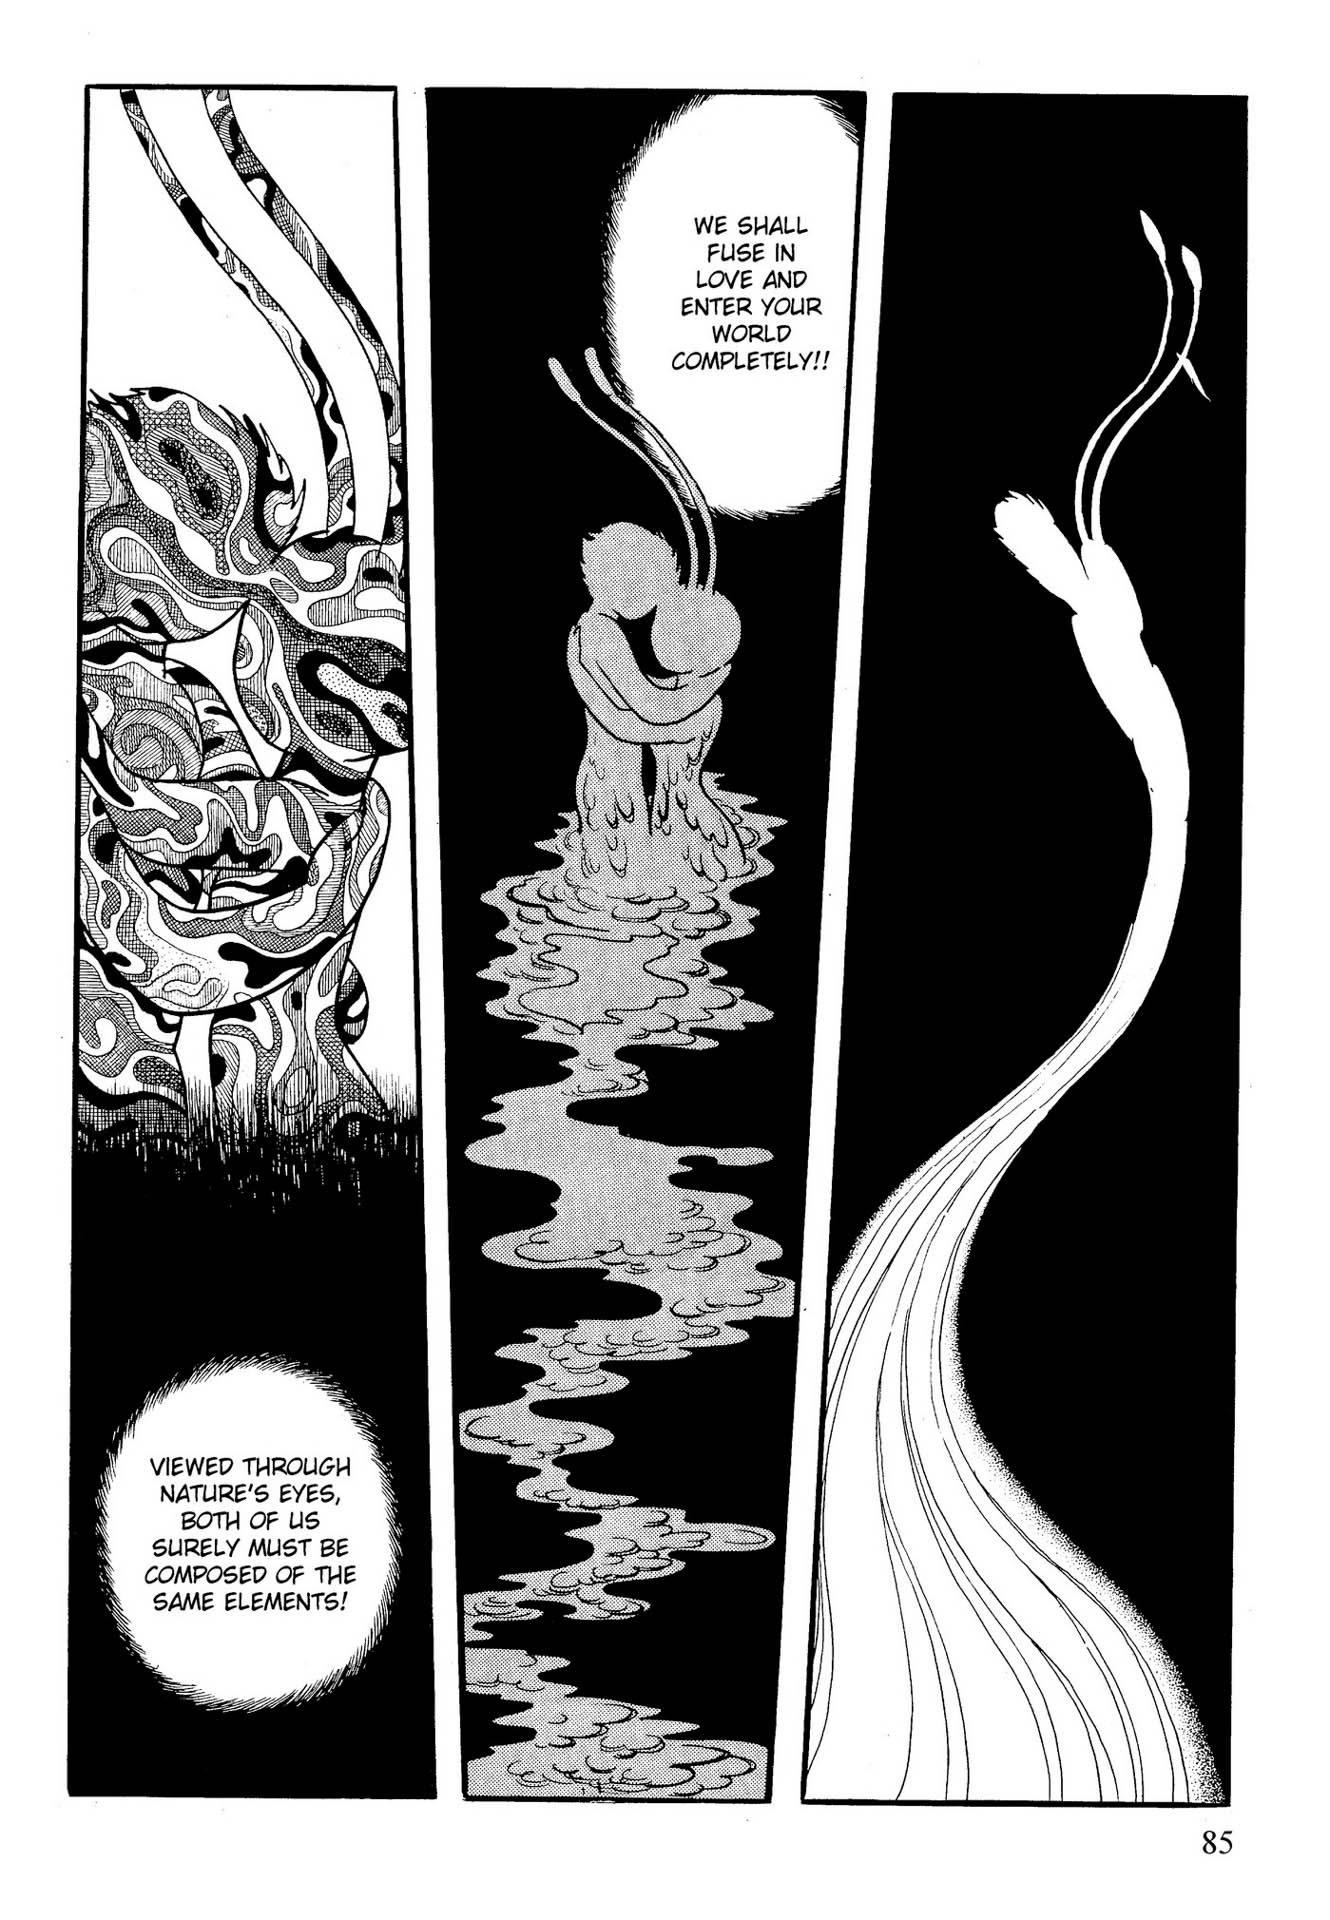 WE SHALL
FUSE IN
LOVE AND
ENTER YOUR
WORLD
COMPLETELY!!
VIEWED THROUGH
NATURE'S EYES,
BOTH OF US
SURELY MUST BE
COMPOSED OF THE
SAME ELEMENTS!
85